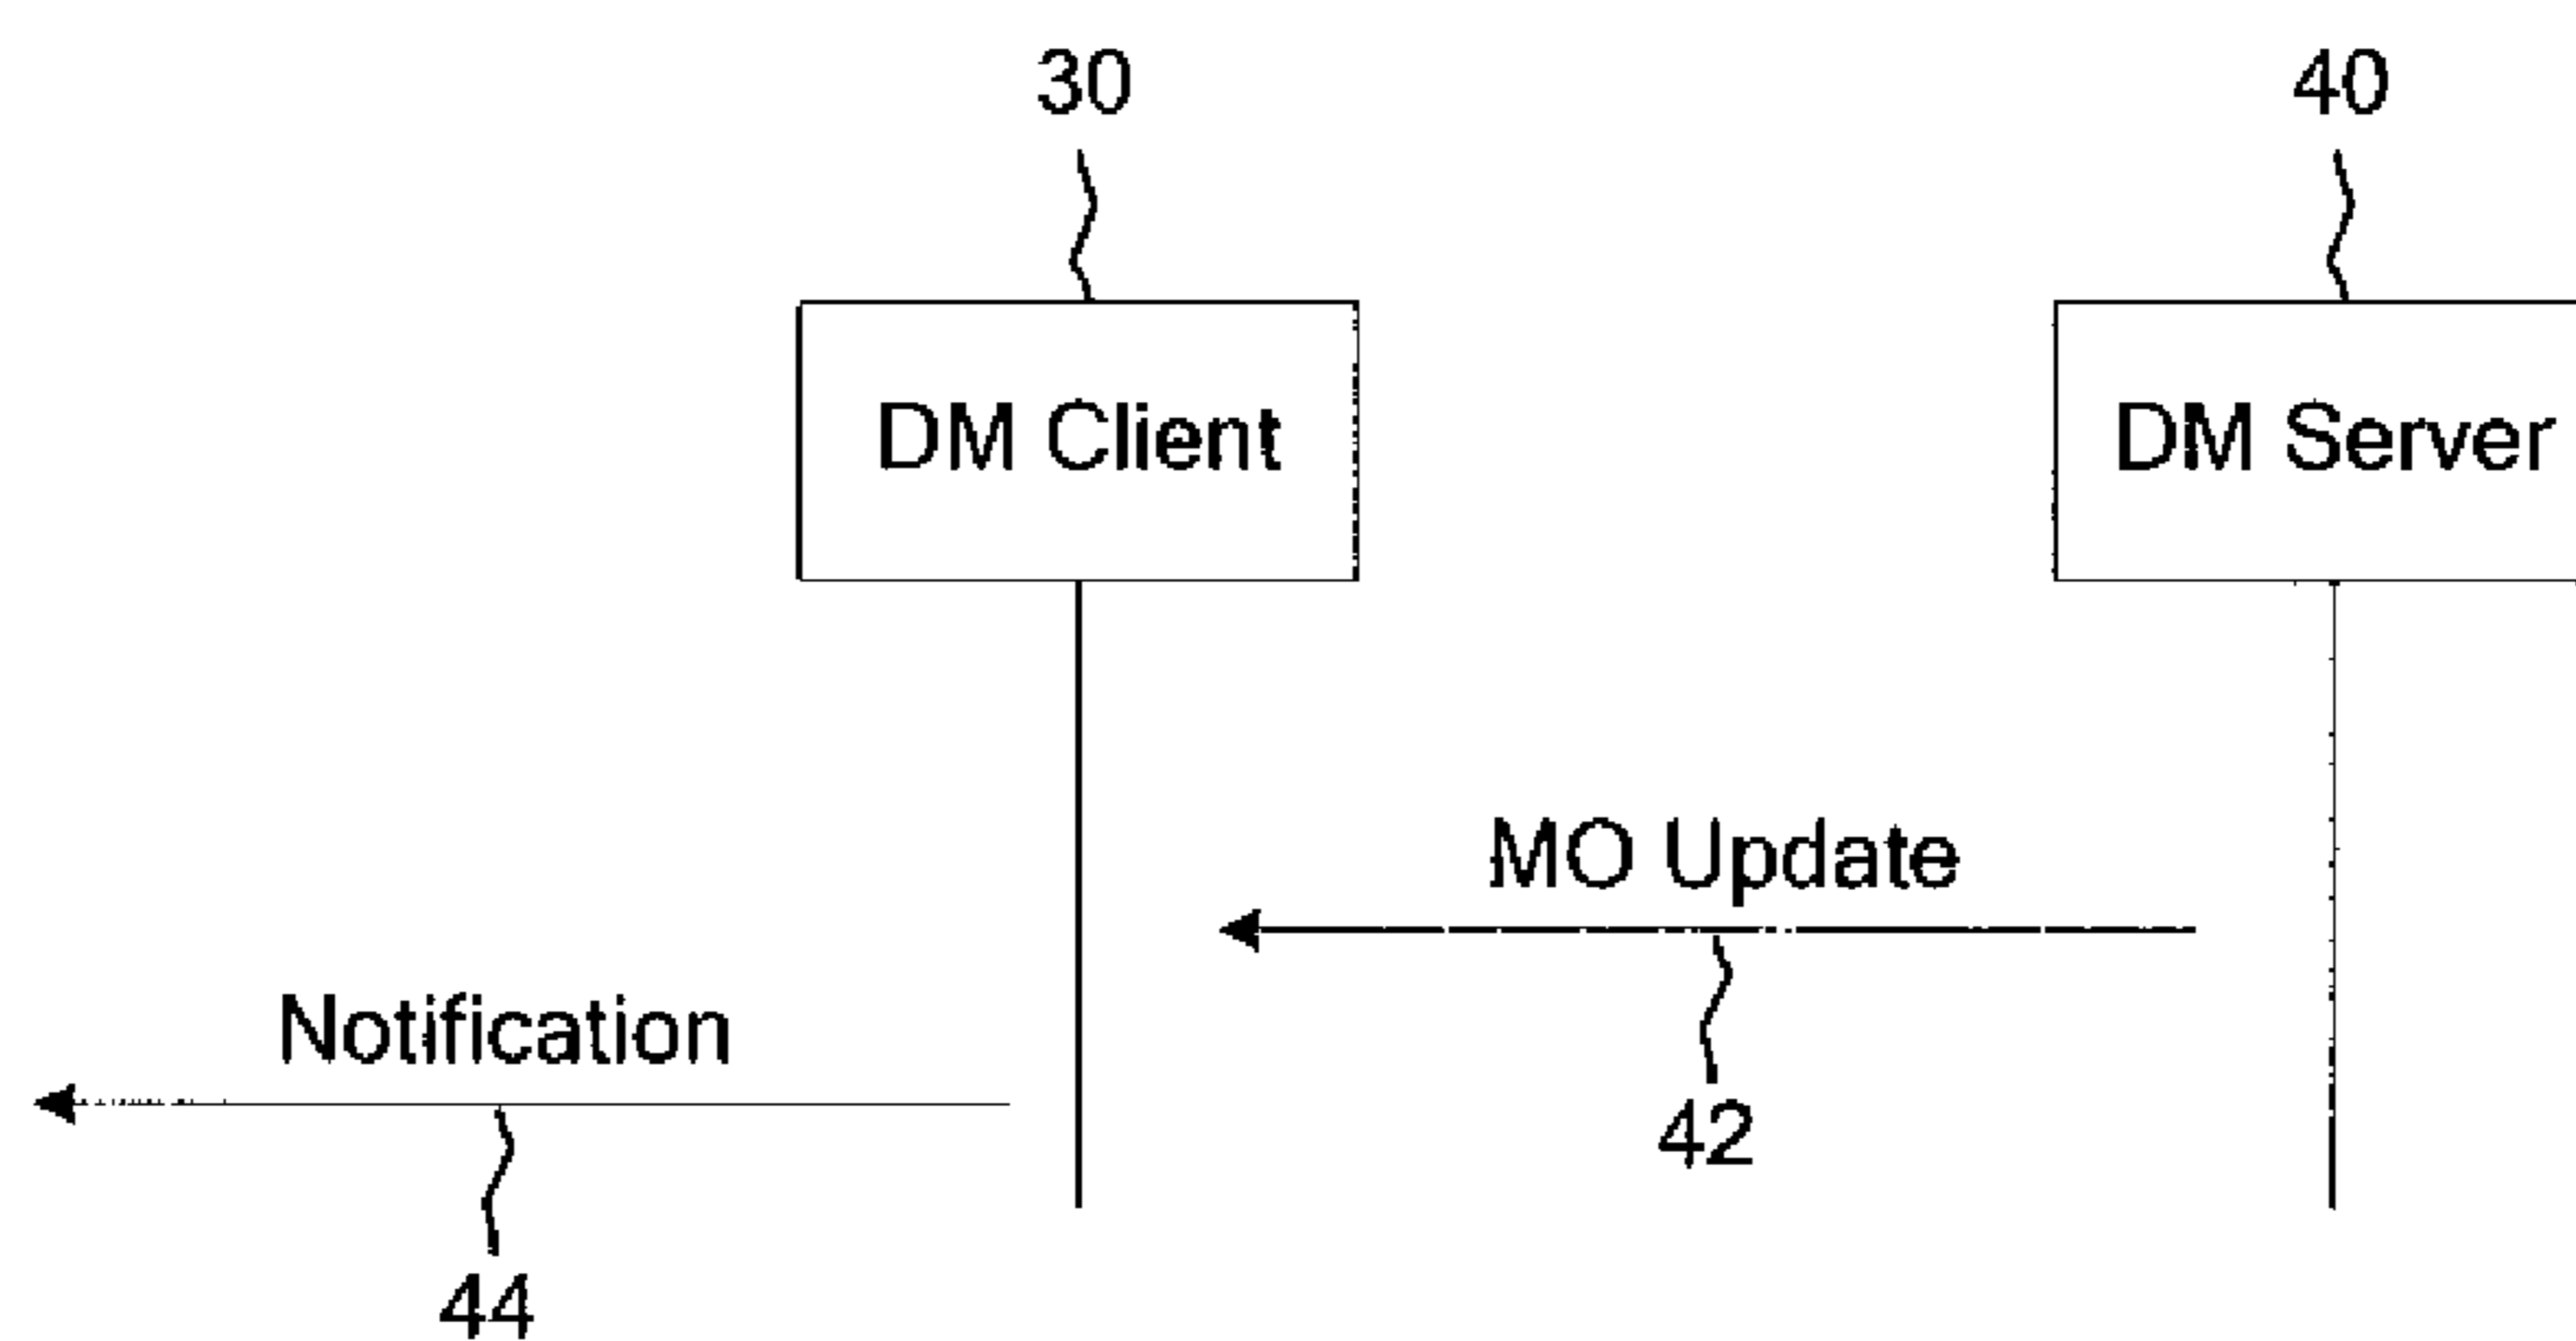 30
40
DM Client
DM Server
MO Update
Notification
42
44